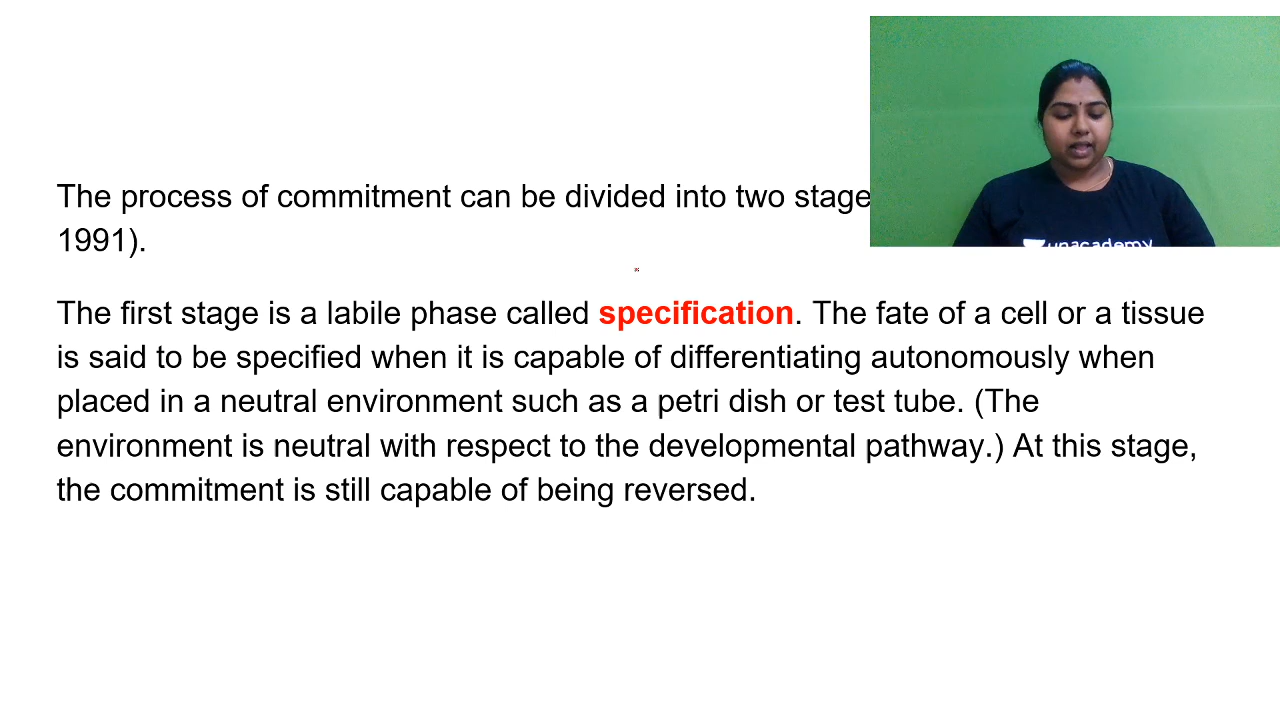 The process of commitment can be divided into two stage
1991).
unacademy
The first stage is a labile phase called specification. The fate of a cell or a tissue
is said to be specified when it is capable of differentiating autonomously when
placed in a neutral environment such as a petri dish or test tube. (The
environment is neutral with respect to the developmental pathway.) At this stage,
the commitment is still capable of being reversed.